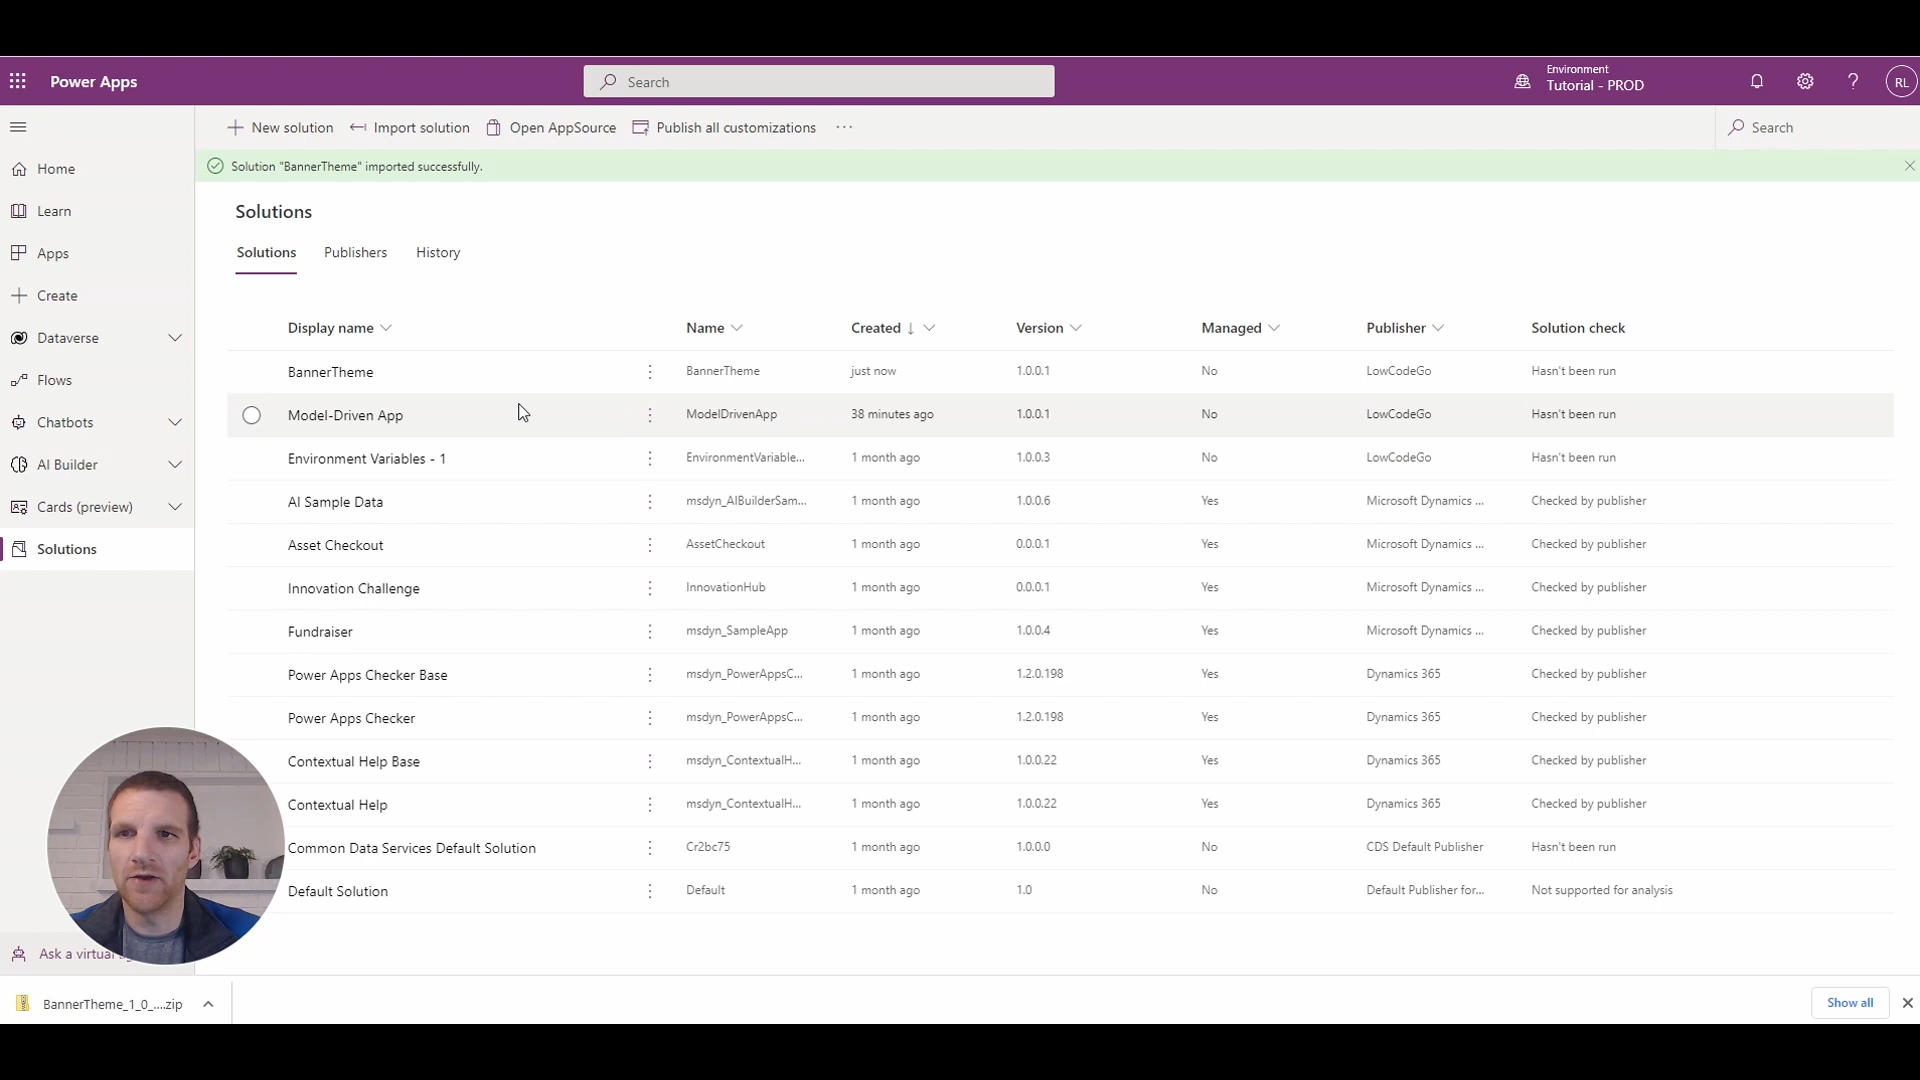 Power Apps
Search
Environment
Tutorial - PROD
?
RL
New solution
Import solution
Open AppSource
Publish all customizations
...
Search
Solution "BannerTheme" imported successfully.
Home
Learn
Apps
Create
Dataverse
Flows
Chatbots
AI Builder
Cards (preview)
Solutions
Ask a virtual
Solutions
Solutions Publishers History
Display name Name Created ↓ Version Managed Publisher Solution check
BannerTheme BannerTheme just now 1.0.0.1 No LowCodeGo Hasn't been run
Model-Driven App ModelDrivenApp 38 minutes ago 1.0.0.1 No LowCodeGo Hasn't been run
Environment Variables - 1 EnvironmentVariable... 1 month ago 1.0.0.3 No LowCodeGo Hasn't been run
AI Sample Data msdyn_AIBuilderSam... 1 month ago 1.0.0.6 Yes Microsoft Dynamics ... Checked by publisher
Asset Checkout AssetCheckout 1 month ago 0.0.0.1 Yes Microsoft Dynamics ... Checked by publisher
Innovation Challenge InnovationHub 1 month ago 0.0.0.1 Yes Microsoft Dynamics ... Checked by publisher
Fundraiser msdyn_SampleApp 1 month ago 1.0.0.4 Yes Microsoft Dynamics ... Checked by publisher
Power Apps Checker Base msdyn_PowerAppsC... 1 month ago 1.2.0.198 Yes Dynamics 365 Checked by publisher
Power Apps Checker msdyn_PowerAppsC... 1 month ago 1.2.0.198 Yes Dynamics 365 Checked by publisher
Contextual Help Base msdyn_ContextualH... 1 month ago 1.0.0.22 Yes Dynamics 365 Checked by publisher
Contextual Help msdyn_ContextualH... 1 month ago 1.0.0.22 Yes Dynamics 365 Checked by publisher
Common Data Services Default Solution Cr2bc75 1 month ago 1.0.0.0 No CDS Default Publisher Hasn't been run
Default Solution Default 1 month ago 1.0 No Default Publisher for... Not supported for analysis
BannerTheme_1_0_....zip
Show all